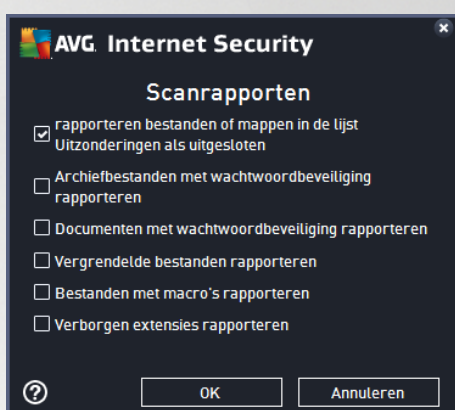 AVG. Internet Security
Scanrapporten
rapporteren bestanden of mappen in de lijst
Uitzonderingen als uitgesloten
Archiefbestanden met wachtwoordbeveiliging
rapporteren
Documenten met wachtwoordbeveiliging rapporteren
Vergrendelde bestanden rapporteren
Bestanden met macro's rapporteren
Verborgen extensies rapporteren
? OK Annuleren